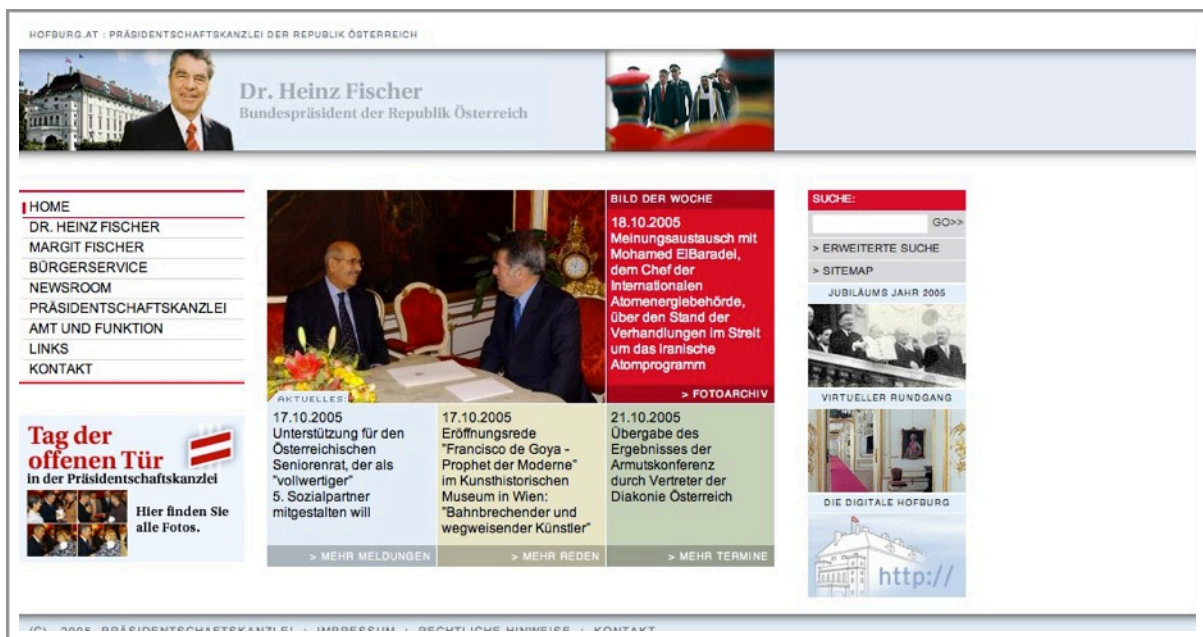 HOFBURG.AT : PRÄSIDENTSCHAFTSKANZLEI DER REPUBLIK ÖSTERREICH
Dr. Heinz Fischer
Bundespräsident der Republik Österreich
HOME
DR. HEINZ FISCHER
MARGIT FISCHER
BÜRGERSERVICE
NEWSROOM
PRÄSIDENTSCHAFTSKANZLEI
AMT UND FUNKTION
LINKS
KONTAKT
Tag der
offenen Tür
in der Präsidentschaftskanzlei
Hier finden Sie
alle Fotos.
BILD DER WOCHE
18.10.2005
Meinungsaustausch mit
Mohamed ElBaradei,
dem Chef der
Internationalen
Atomenergiebehörde,
über den Stand der
Verhandlungen im Streit
um das iranische
Atomprogramm
> FOTOARCHIV
AKTUELLES:
17.10.2005
Unterstützung für den
Österreichischen
Seniorenrat, der als
"vollwertiger"
5. Sozialpartner
mitgestalten will
> MEHR MELDUNGEN
17.10.2005
Eröffnungsrede
"Francisco de Goya -
Prophet der Moderne"
im Kunsthistorischen
Museum in Wien:
"Bahnbrechender und
wegweisender Künstler"
> MEHR REDEN
21.10.2005
Übergabe des
Ergebnisses der
Armutskonferenz
durch Vertreter der
Diakonie Österreich
> MEHR TERMINE
SUCHE:
GO>>
> ERWEITERTE SUCHE
> SITEMAP
JUBILÄUMS JAHR 2005
VIRTUELLER RUNDGANG
DIE DIGITALE HOFBURG
http://
(C) 2005 PRÄSIDENTSCHAFTSKANZLEI : IMPRESSUM : RECHTLICHE HINWEISE : KONTAKT